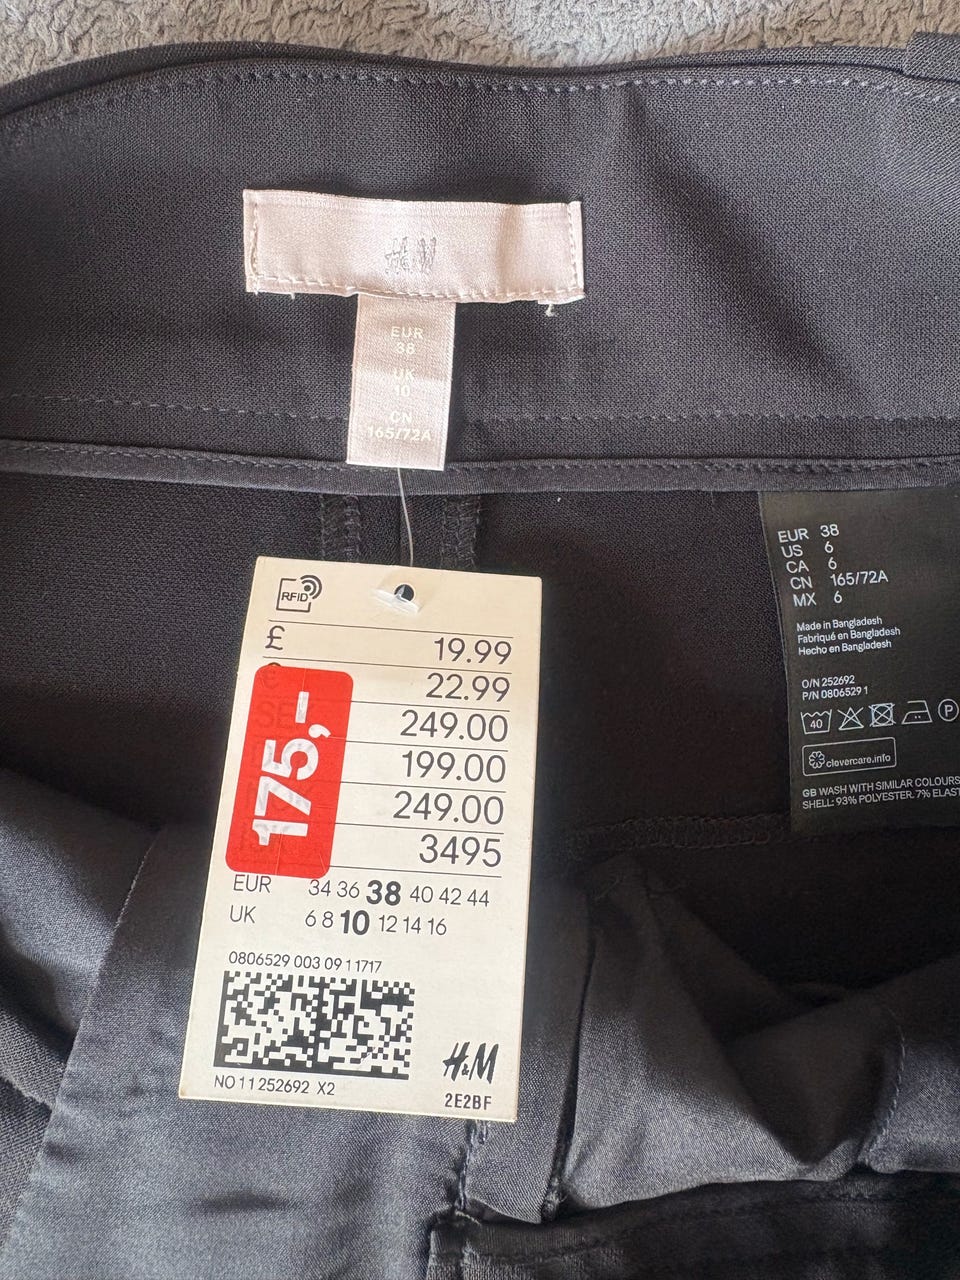 H&M
EUR
38
UK
10
CN
165/72A
RFID
£ 19.99
€ 22.99
SE 249.00
199.00
249.00
3495
175,-
EUR 34 36 38 40 42 44
UK 6 8 10 12 14 16
0806529 003 09 11717
NO 11 252692 X2
H&M
2E2BF
EUR 38
US 6
CA 6
CN 165/72A
MX 6
Made in Bangladesh
Fabriqué en Bangladesh
Hecho en Bangladesh
O/N 252692
P/N 0806529 1
40 P
clevercare.info
GB WASH WITH SIMILAR COLOURS
SHELL: 93% POLYESTER. 7% ELAST